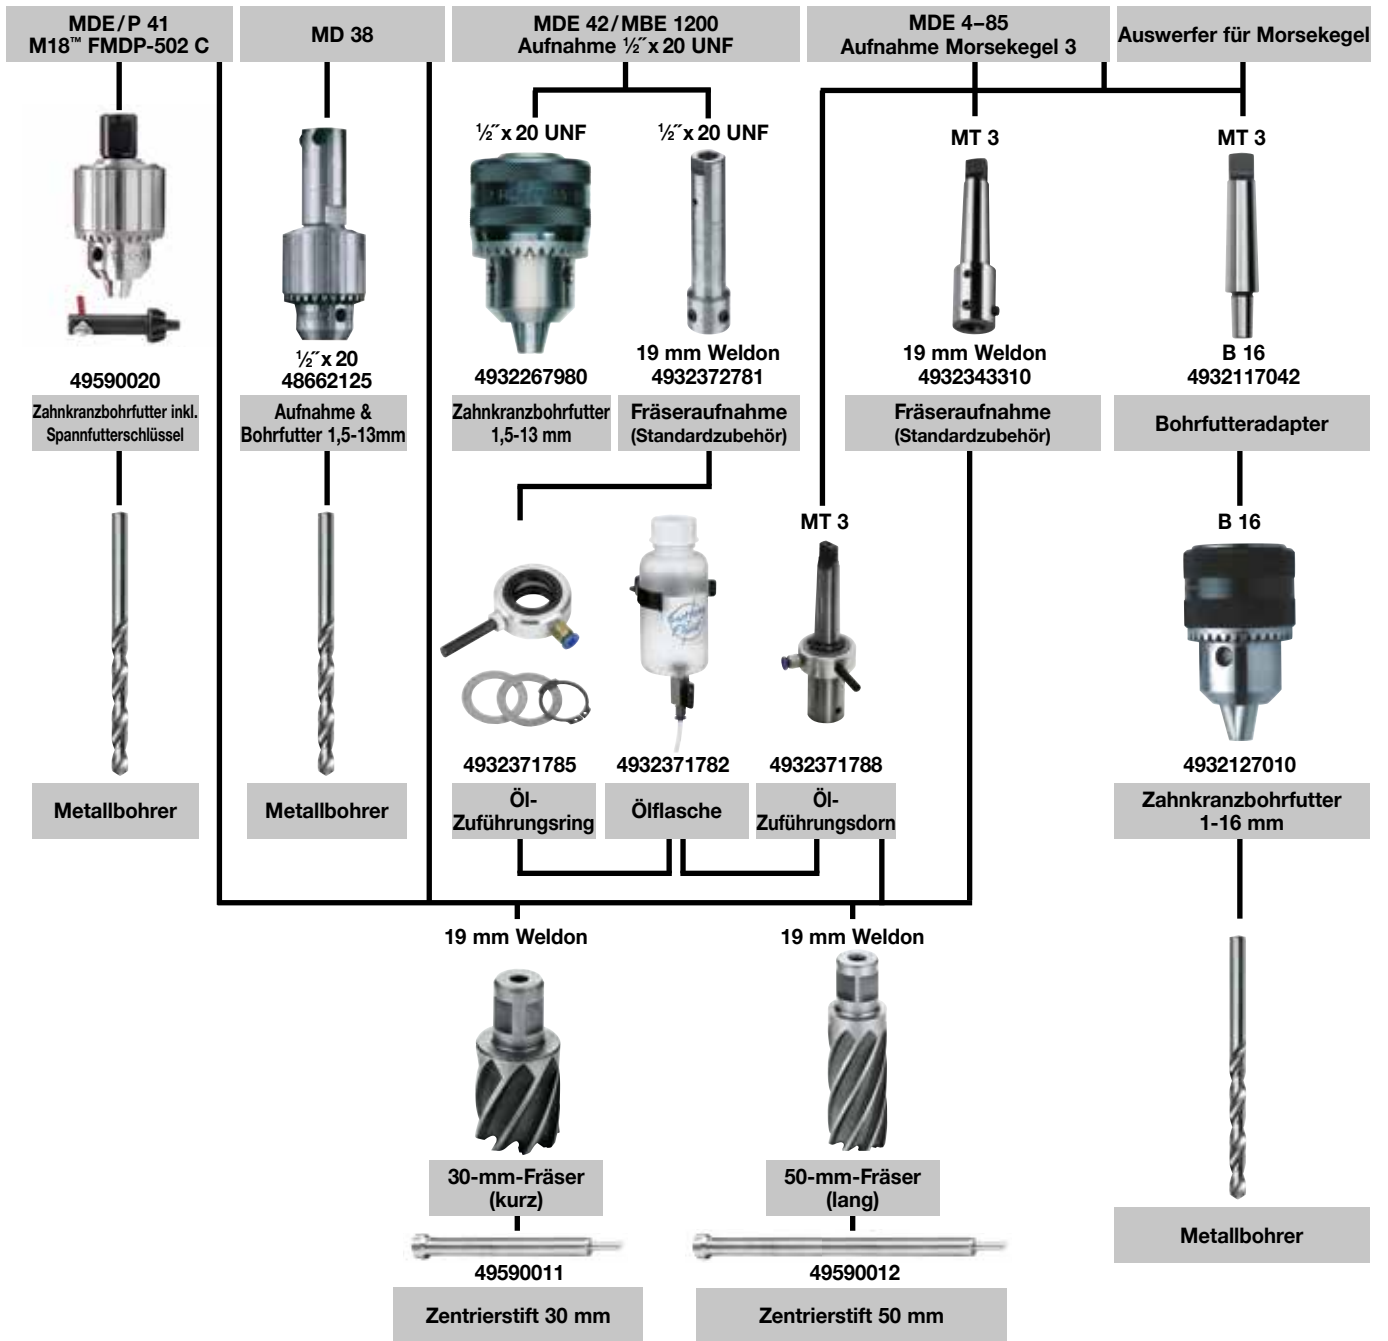 MDE/P 41
M18™ FMDP-502 C
MD 38
MDE 42/MBE 1200
Aufnahme ½˝x 20 UNF
MDE 4–85
Aufnahme Morsekegel 3
Auswerfer für Morsekegel
½˝x 20 UNF
½˝x 20 UNF
MT 3
MT 3
½˝x 20
19 mm Weldon
19 mm Weldon
B 16
49590020
48662125
4932267980
4932372781
4932343310
4932117042
Zahnkranzbohrfutter inkl.
Spannfutterschlüssel
Aufnahme &
Bohrfutter 1,5-13mm
Zahnkranzbohrfutter
1,5-13 mm
Fräseraufnahme
(Standardzubehör)
Fräseraufnahme
(Standardzubehör)
Bohrfutteradapter
MT 3
B 16
4932371785
4932371782
4932371788
4932127010
Metallbohrer
Metallbohrer
Öl-
Zuführungsring
Ölflasche
Öl-
Zuführungsdorn
Zahnkranzbohrfutter
1-16 mm
19 mm Weldon
19 mm Weldon
30-mm-Fräser
(kurz)
50-mm-Fräser
(lang)
Metallbohrer
49590011
49590012
Zentrierstift 30 mm
Zentrierstift 50 mm